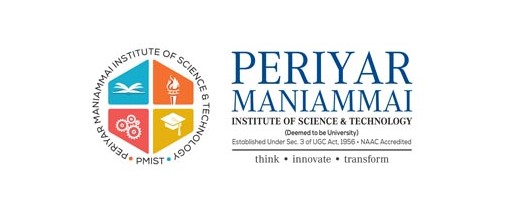 PERIYAR MANIAMMAI INSTITUTE OF SCIENCE & TECHNOLOGY
• PMIST •
PERIYAR
MANIAMMAI
INSTITUTE OF SCIENCE & TECHNOLOGY
(Deemed to be University)
Established Under Sec. 3 of UGC Act, 1956 • NAAC Accredited
think • innovate • transform